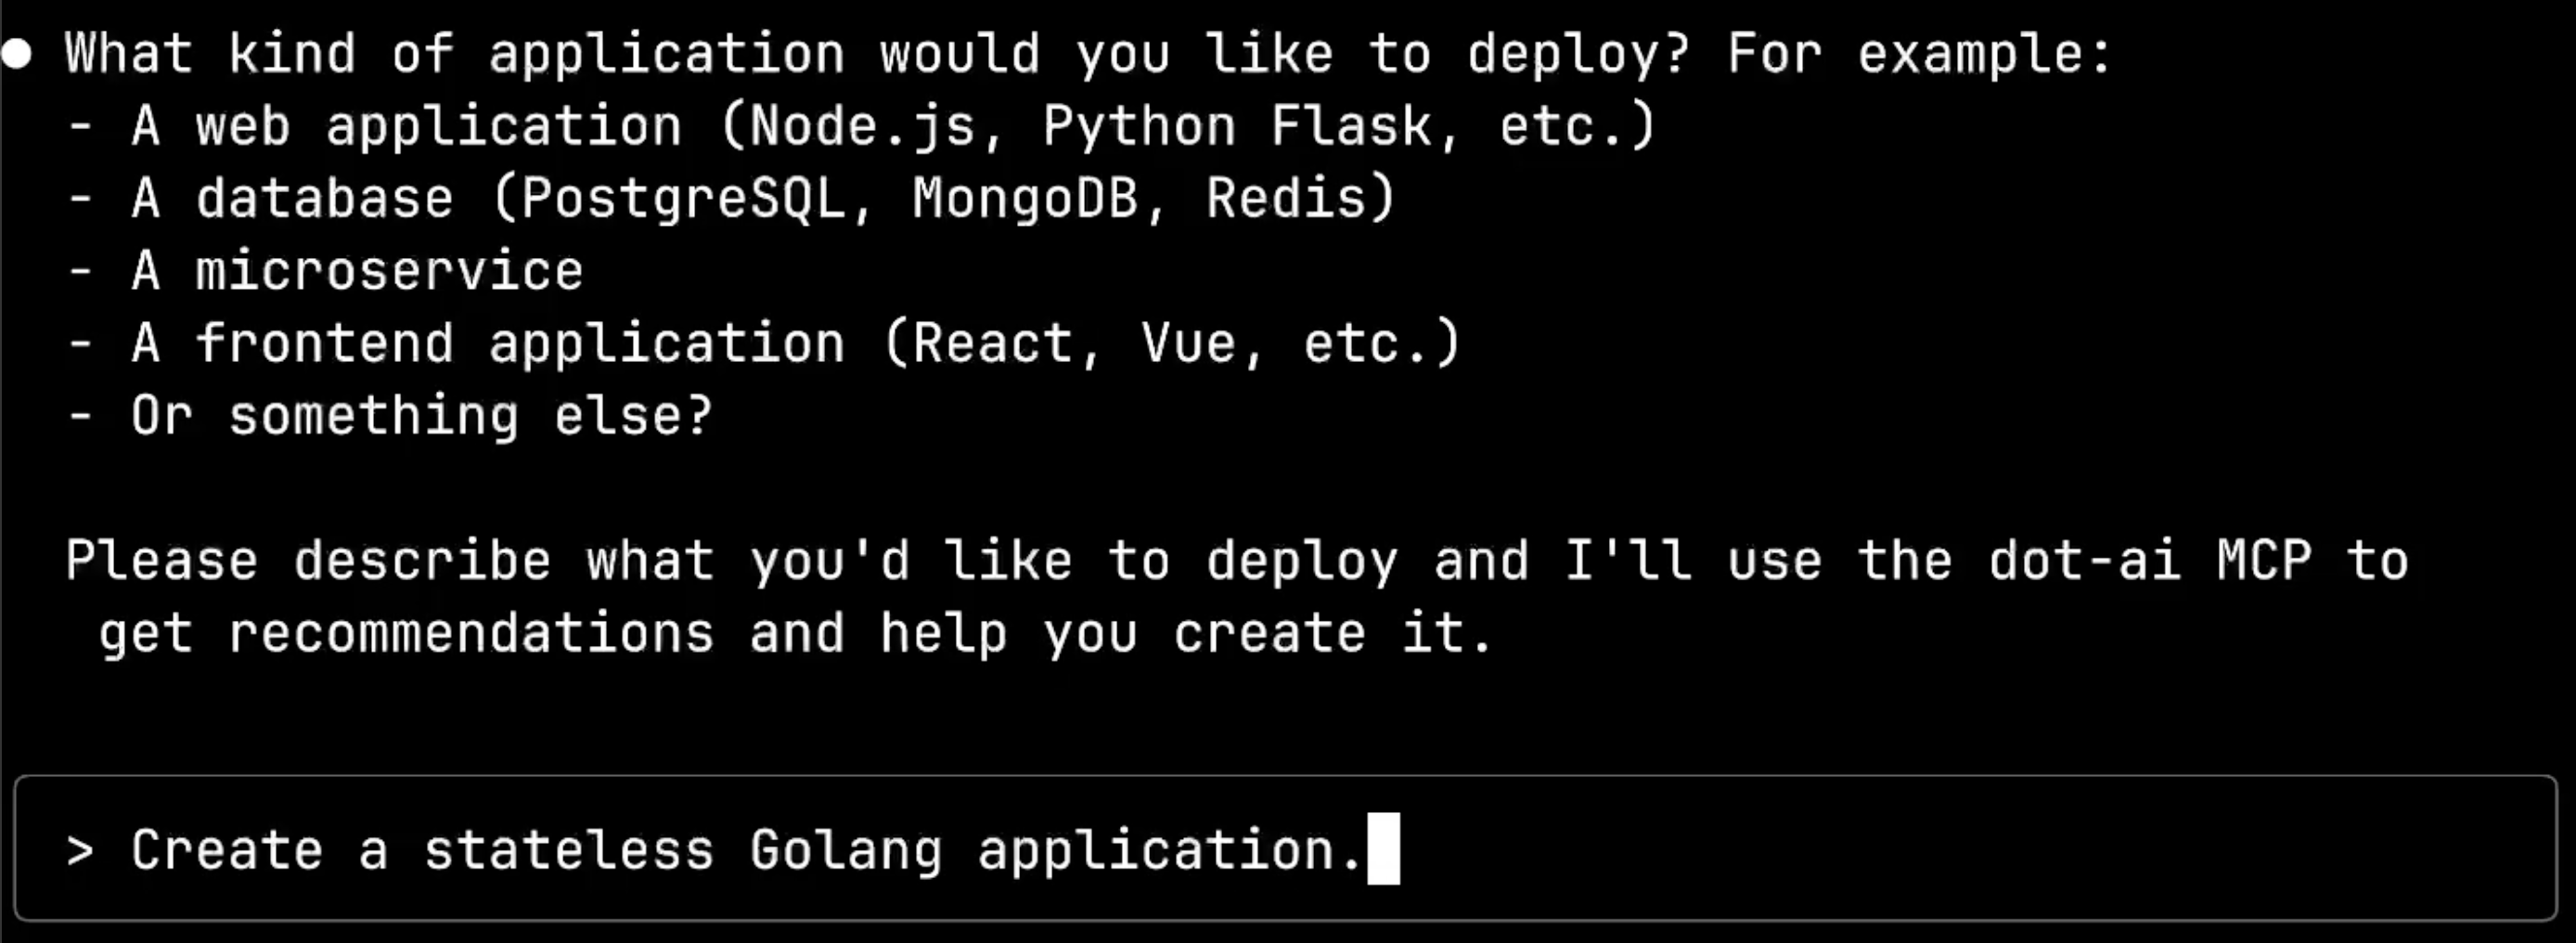 ● What kind of application would you like to deploy? For example:
- A web application (Node.js, Python Flask, etc.)
- A database (PostgreSQL, MongoDB, Redis)
- A microservice
- A frontend application (React, Vue, etc.)
- Or something else?
Please describe what you'd like to deploy and I'll use the dot-ai MCP to
get recommendations and help you create it.
> Create a stateless Golang application.